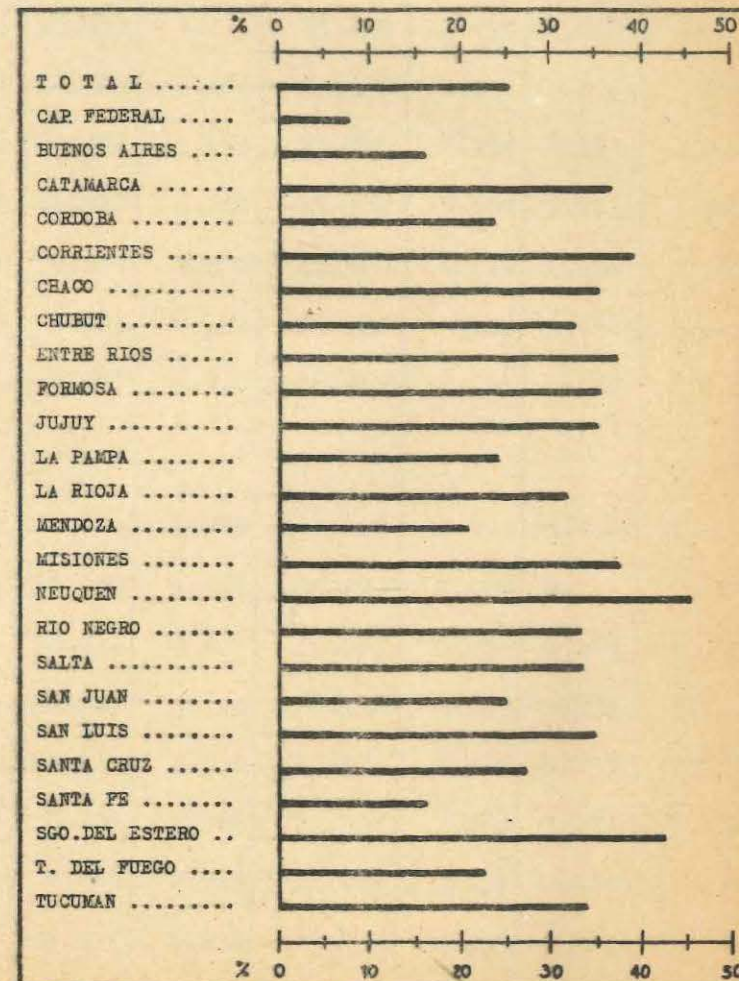 % 0 10 20 30 40 50
T O T A L .......
CAP. FEDERAL .....
BUENOS AIRES ....
CATAMARCA .......
CORDOBA .........
CORRIENTES ......
CHACO ...........
CHUBUT ..........
ENTRE RIOS ......
FORMOSA .........
JUJUY ...........
LA PAMPA ........
LA RIOJA ........
MENDOZA .........
MISIONES ........
NEUQUEN .........
RIO NEGRO .......
SALTA ...........
SAN JUAN ........
SAN LUIS ........
SANTA CRUZ ......
SANTA FE ........
SGO.DEL ESTERO ..
T. DEL FUEGO ....
TUCUMAN .........
% 0 10 20 30 40 50